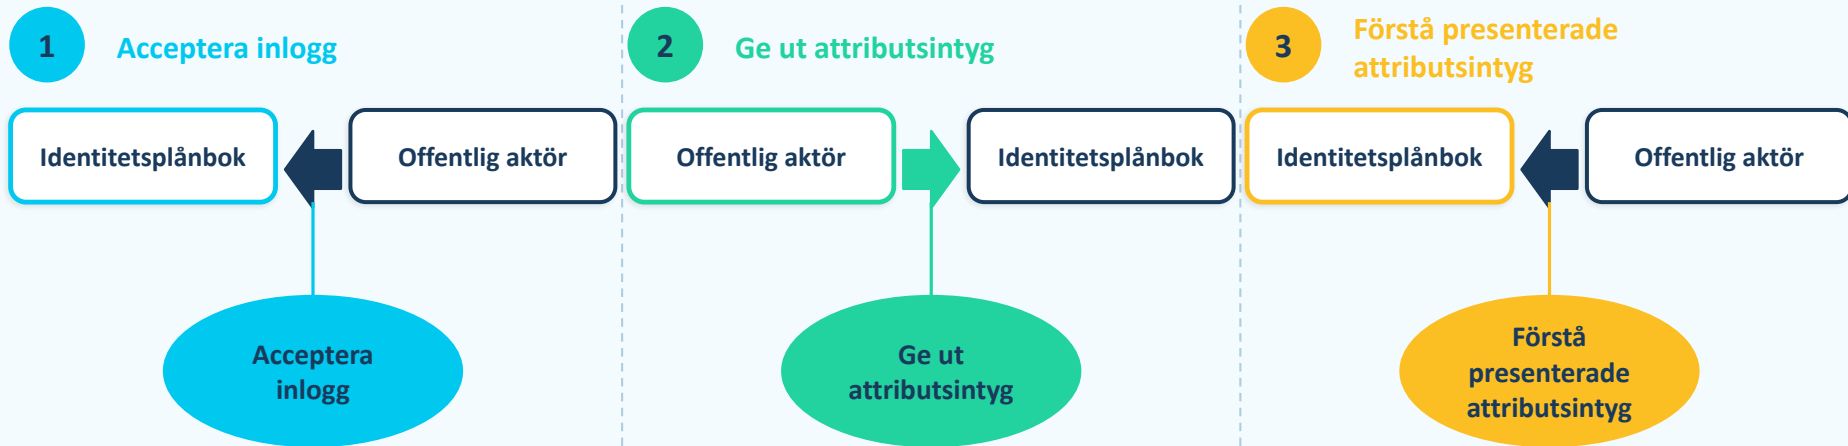 1
Acceptera inlogg
Identitetsplånbok
Offentlig aktör
Acceptera
inlogg
2
Ge ut attributsintyg
Offentlig aktör
Identitetsplånbok
Ge ut
attributsintyg
3
Förstå presenterade
attributsintyg
Identitetsplånbok
Offentlig aktör
Förstå
presenterade
attributsintyg